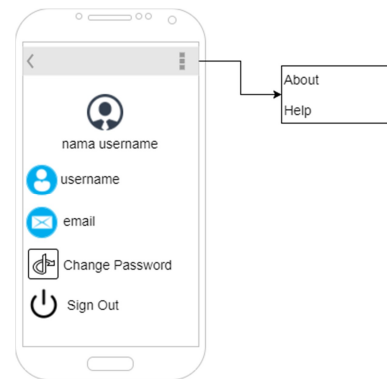 About
Help
nama username
username
email
Change Password
Sign Out